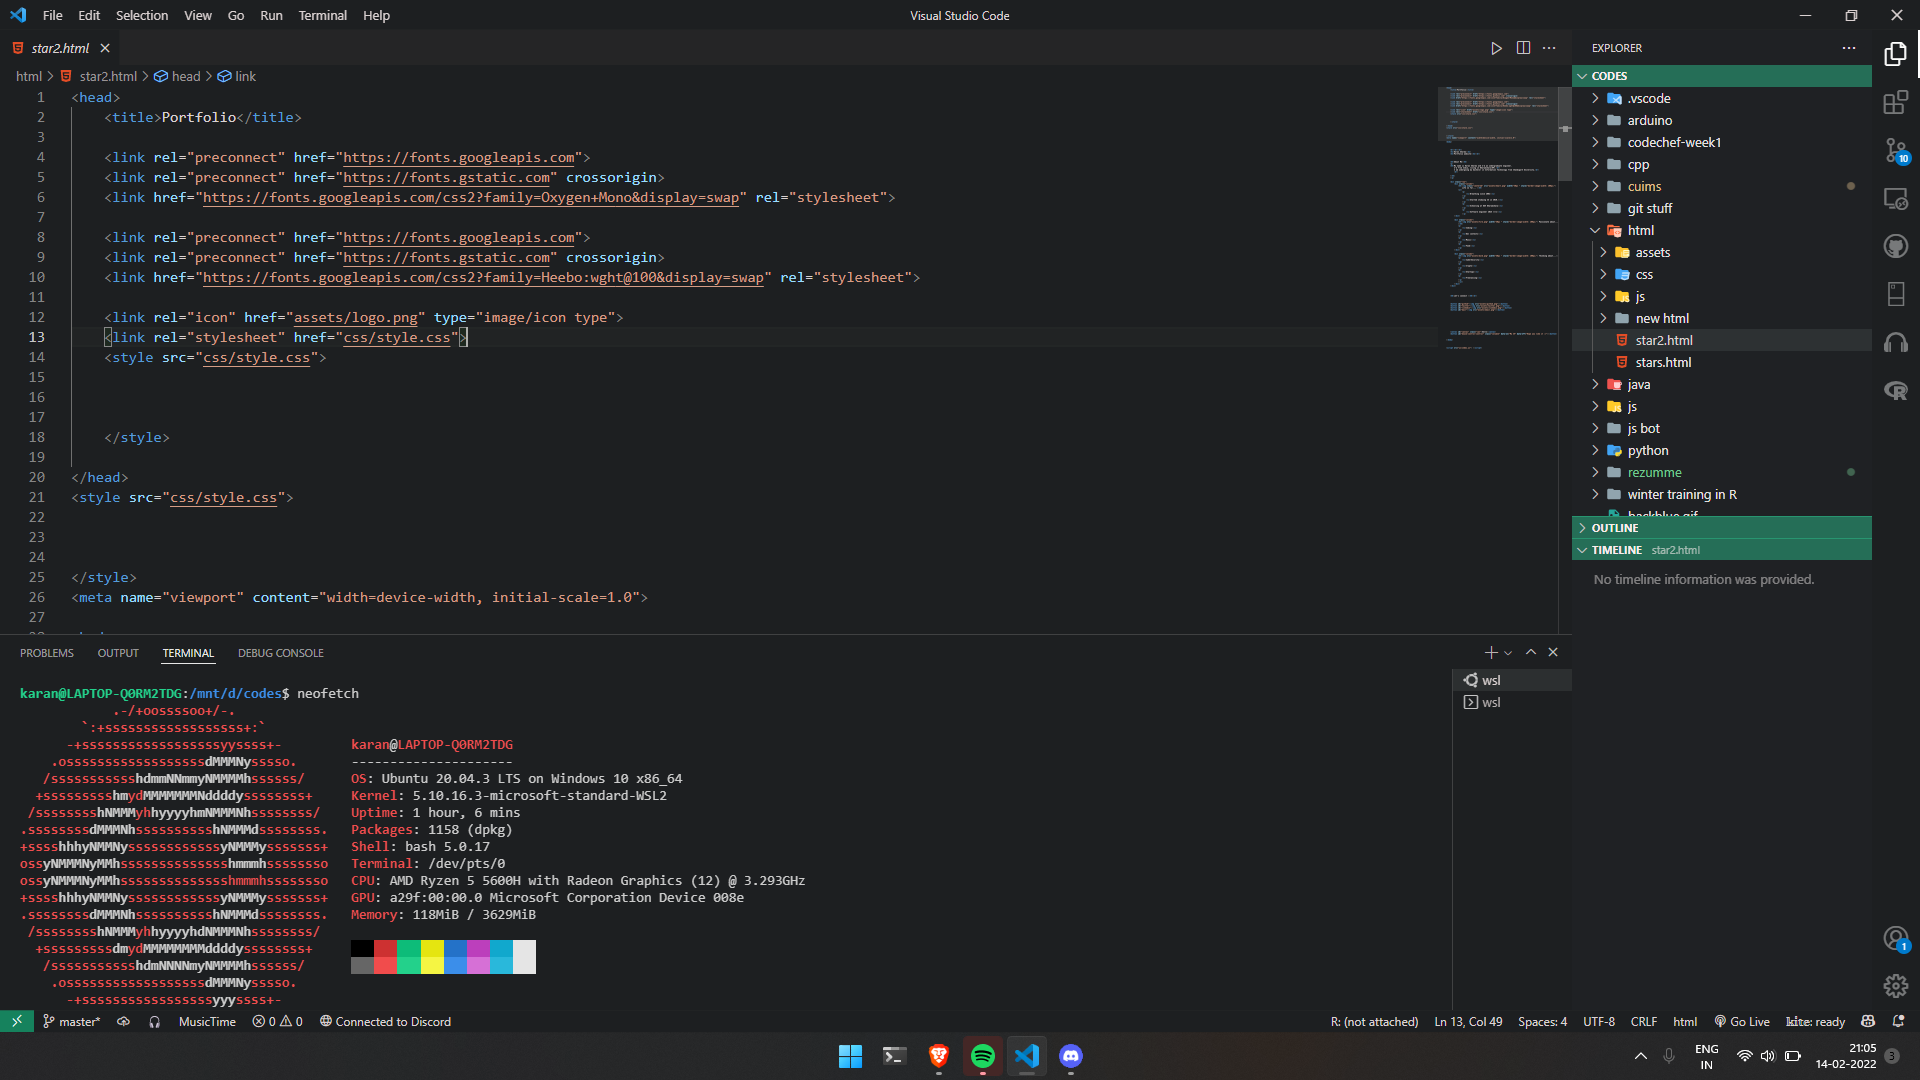 File Edit Selection View Go Run Terminal Help
Visual Studio Code
star2.html
html > star2.html > head > link
1 <head>
2 <title>Portfolio</title>
3
4 <link rel="preconnect" href="https://fonts.googleapis.com">
5 <link rel="preconnect" href="https://fonts.gstatic.com" crossorigin>
6 <link href="https://fonts.googleapis.com/css2?family=Oxygen+Mono&display=swap" rel="stylesheet">
7
8 <link rel="preconnect" href="https://fonts.googleapis.com">
9 <link rel="preconnect" href="https://fonts.gstatic.com" crossorigin>
10 <link href="https://fonts.googleapis.com/css2?family=Heebo:wght@100&display=swap" rel="stylesheet">
11
12 <link rel="icon" href="assets/logo.png" type="image/icon type">
13 <link rel="stylesheet" href="css/style.css">
14 <style src="css/style.css">
15
16
17
18 </style>
19
20 </head>
21 <style src="css/style.css">
22
23
24
25 </style>
26 <meta name="viewport" content="width=device-width, initial-scale=1.0">
27
EXPLORER
CODES
.vscode
arduino
codechef-week1
cpp
cuims
git stuff
html
assets
css
js
new html
star2.html
stars.html
java
js
js bot
python
rezumme
winter training in R
backblue.gif
OUTLINE
TIMELINE star2.html
No timeline information was provided.
10
1
PROBLEMS OUTPUT TERMINAL DEBUG CONSOLE
wsl
wsl
karan@LAPTOP-Q0RM2TDG:/mnt/d/codes$ neofetch
.-/+oossssoo+/-.
`:+ssssssssssssssssss+:`
-+ssssssssssssssssssyyssss+-
.ossssssssssssssssssdMMMNysssso.
/ssssssssssshdmmNNmmyNMMMMhssssss/
+ssssssssshmydMMMMMMMNddddyssssssss+
/sssssssshNMMMyhhyyyyhmNMMMNhssssssss/
.ssssssssdMMMNhsssssssssshNMMMdssssssss.
+sssshhhyNMMNyssssssssssssyNMMMysssssss+
ossyNMMMNyMMhsssssssssssssshmmmhssssssso
ossyNMMMNyMMhsssssssssssssshmmmhssssssso
+sssshhhyNMMNyssssssssssssyNMMMysssssss+
.ssssssssdMMMNhsssssssssshNMMMdssssssss.
/sssssssshNMMMyhhyyyyhdNMMMNhssssssss/
+sssssssssdmydMMMMMMMMddddyssssssss+
/ssssssssssshdmNNNNmyNMMMMhssssss/
.ossssssssssssssssssdMMMNysssso.
-+sssssssssssssssssyyyssss+-
karan@LAPTOP-Q0RM2TDG
---------------------
OS: Ubuntu 20.04.3 LTS on Windows 10 x86_64
Kernel: 5.10.16.3-microsoft-standard-WSL2
Uptime: 1 hour, 6 mins
Packages: 1158 (dpkg)
Shell: bash 5.0.17
Terminal: /dev/pts/0
CPU: AMD Ryzen 5 5600H with Radeon Graphics (12) @ 3.293GHz
GPU: a29f:00:00.0 Microsoft Corporation Device 008e
Memory: 118MiB / 3629MiB
master* MusicTime 0 0 Connected to Discord
R: (not attached) Ln 13, Col 49 Spaces: 4 UTF-8 CRLF html Go Live kite: ready
ENG
IN
21:05
14-02-2022
3